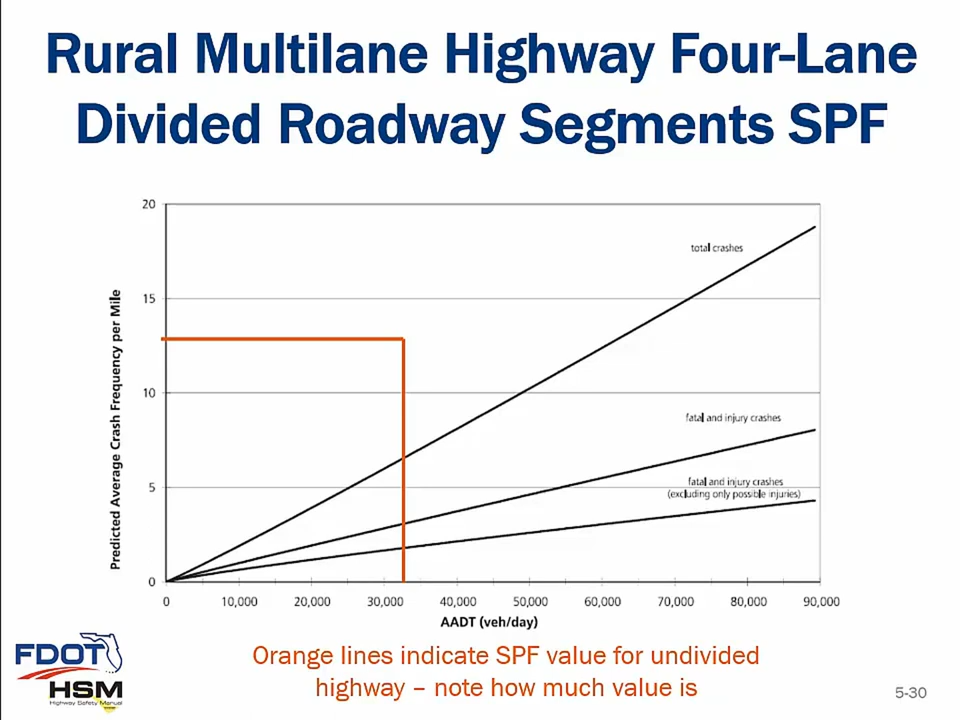 Rural Multilane Highway Four-Lane
Divided Roadway Segments SPF
20
15
10
5
0
Predicted Average Crash Frequency per Mile
total crashes
fatal and injury crashes
fatal and injury crashes
(excluding only possible injuries)
0 10,000 20,000 30,000 40,000 50,000 60,000 70,000 80,000 90,000
AADT (veh/day)
Orange lines indicate SPF value for undivided
highway – note how much value is
FDOT
HSM
Highway Safety Manual
5-30